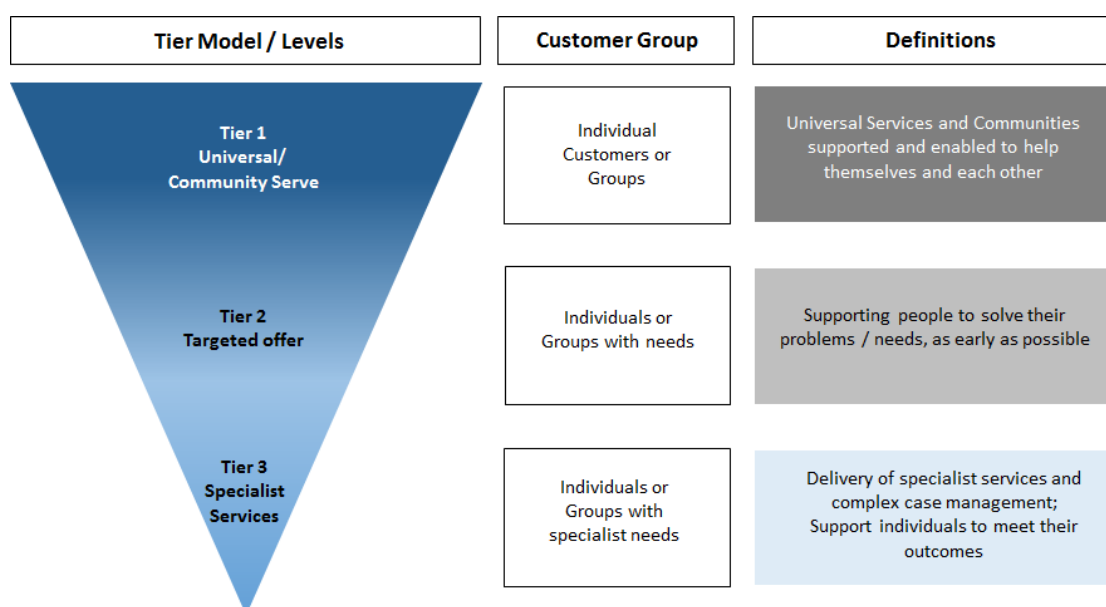 Tier Model / Levels
Customer Group
Definitions
Tier 1
Universal/
Community Serve
Individual
Customers or
Groups
Universal Services and Communities
supported and enabled to help
themselves and each other
Tier 2
Targeted offer
Individuals or
Groups with needs
Supporting people to solve their
problems / needs, as early as possible
Tier 3
Specialist
Services
Individuals or
Groups with
specialist needs
Delivery of specialist services and
complex case management;
Support individuals to meet their
outcomes